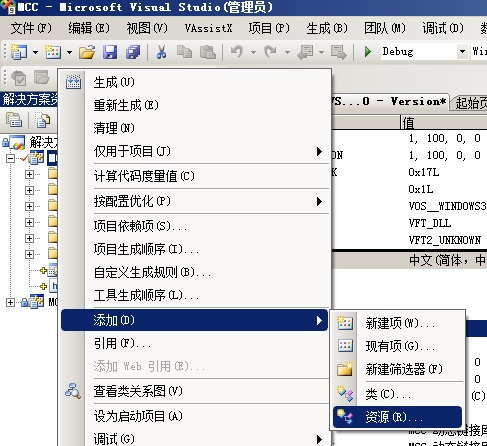 MCC - Microsoft Visual Studio(管理员)
文件(F) 编辑(E) 视图(V) VAssistX 项目(P) 生成(B) 团队(M) 调试(D)
Debug
解决方案资
VS...O - Version* 起始页
值
解决方
生成(U)
重新生成(E)
清理(N)
仅用于项目(J)
计算代码度量值(C)
按配置优化(P)
项目依赖项(S)...
项目生成顺序(I)...
自定义生成规则(B)...
工具生成顺序(L)...
添加(D)
引用(F)...
添加 Web 引用(E)...
查看类关系图(V)
设为启动项目(A)
调试(G)
1, 100, 0, 0
ON 1, 100, 0, 0
K 0x17L
0x1L
VOS__WINDOWS3
VFT_DLL
VFT2_UNKNOWN
中文(简体，中
新建项(W)...
现有项(G)...
新建筛选器(F)
类(C)...
资源(R)...